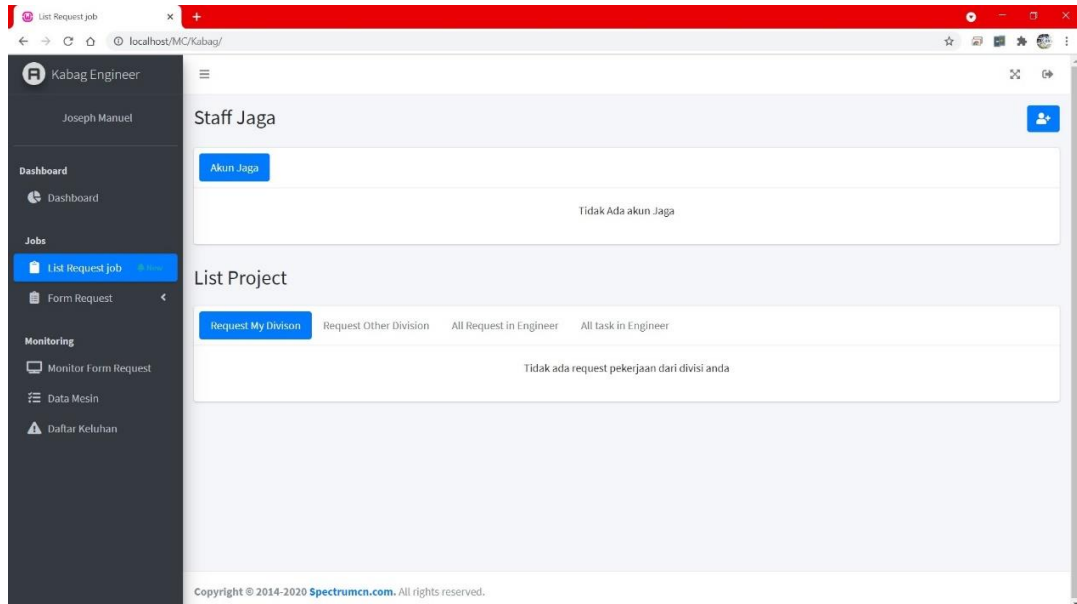 List Request job
localhost/MC/Kabag/
Kabag Engineer
Joseph Manuel
Dashboard
Dashboard
Jobs
List Request job New
Form Request
Monitoring
Monitor Form Request
Data Mesin
Daftar Keluhan
Staff Jaga
Akun Jaga
Tidak Ada akun Jaga
List Project
Request My Divison Request Other Division All Request in Engineer All task in Engineer
Tidak ada request pekerjaan dari divisi anda
Copyright © 2014-2020 Spectrumcn.com. All rights reserved.